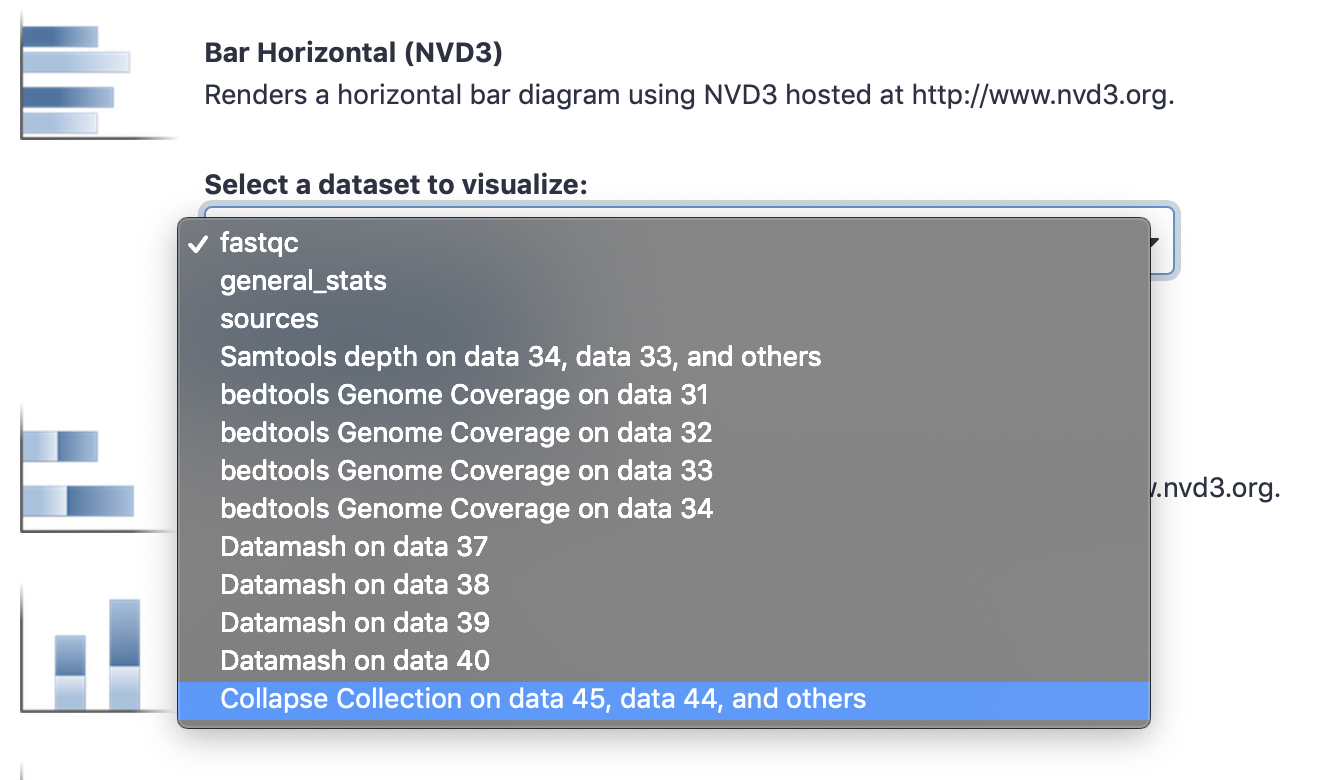 Bar Horizontal (NVD3)
Renders a horizontal bar diagram using NVD3 hosted at http://www.nvd3.org.
Select a dataset to visualize:
✓ fastqc
general_stats
sources
Samtools depth on data 34, data 33, and others
bedtools Genome Coverage on data 31
bedtools Genome Coverage on data 32
bedtools Genome Coverage on data 33
bedtools Genome Coverage on data 34
.nvd3.org.
Datamash on data 37
Datamash on data 38
Datamash on data 39
Datamash on data 40
Collapse Collection on data 45, data 44, and others